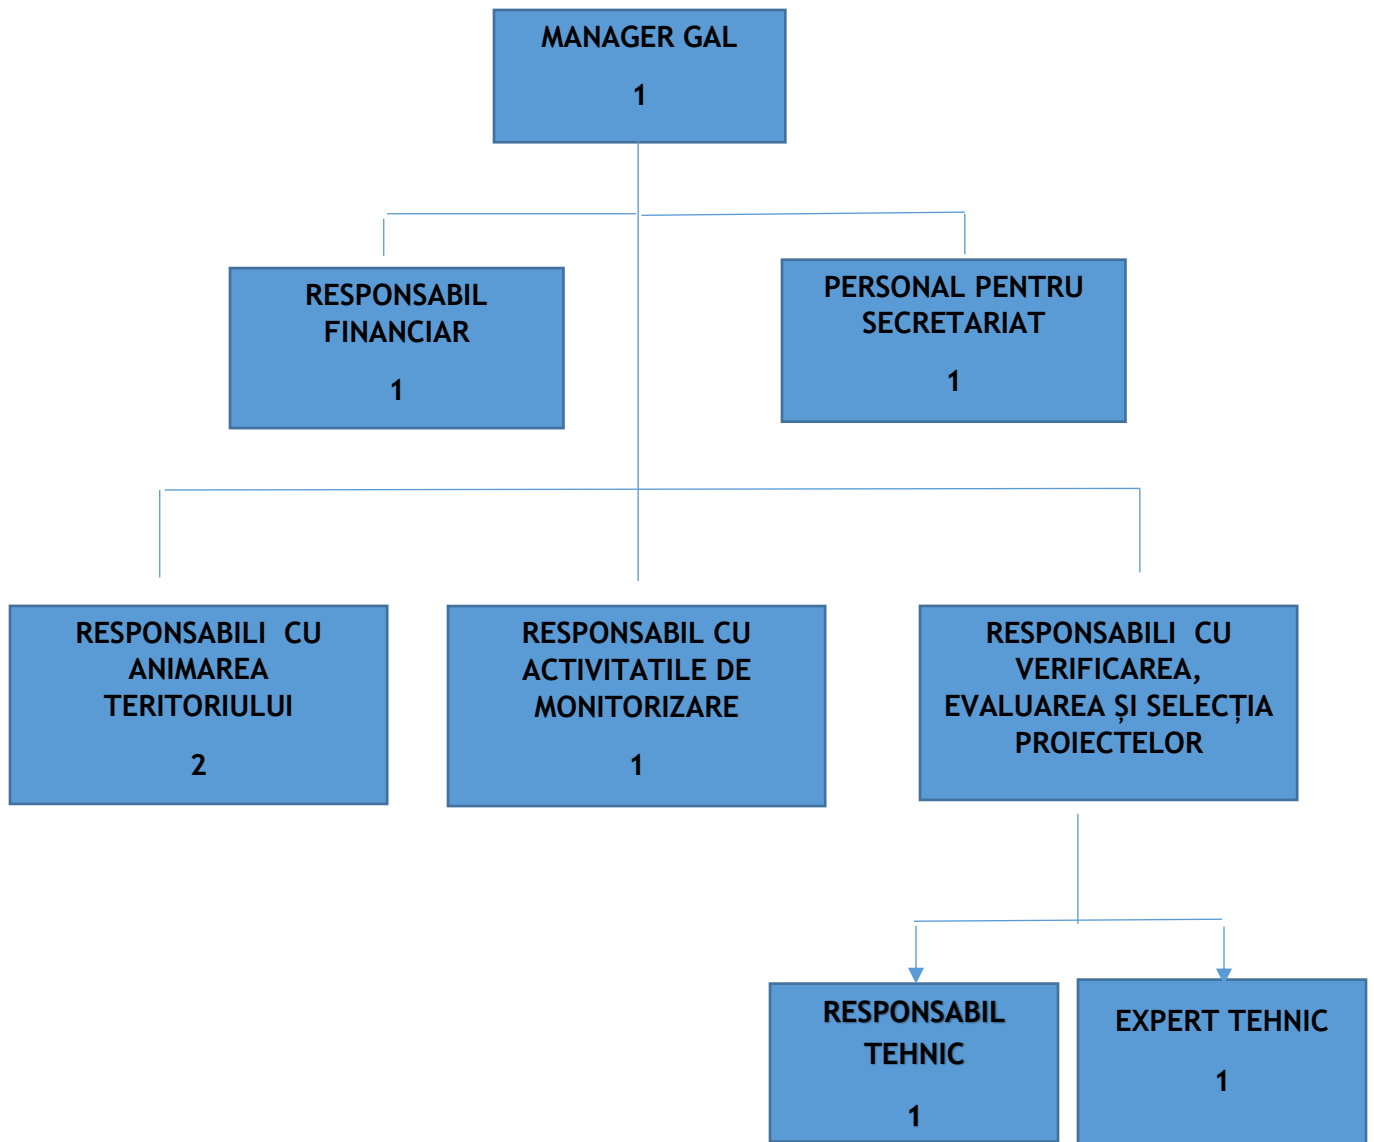 MANAGER GAL
1
RESPONSABIL
FINANCIAR
1
PERSONAL PENTRU
SECRETARIAT
1
RESPONSABILI CU
ANIMAREA
TERITORIULUI
2
RESPONSABIL CU
ACTIVITATILE DE
MONITORIZARE
1
RESPONSABILI CU
VERIFICAREA,
EVALUAREA ȘI SELECȚIA
PROIECTELOR
RESPONSABIL
TEHNIC
1
EXPERT TEHNIC
1